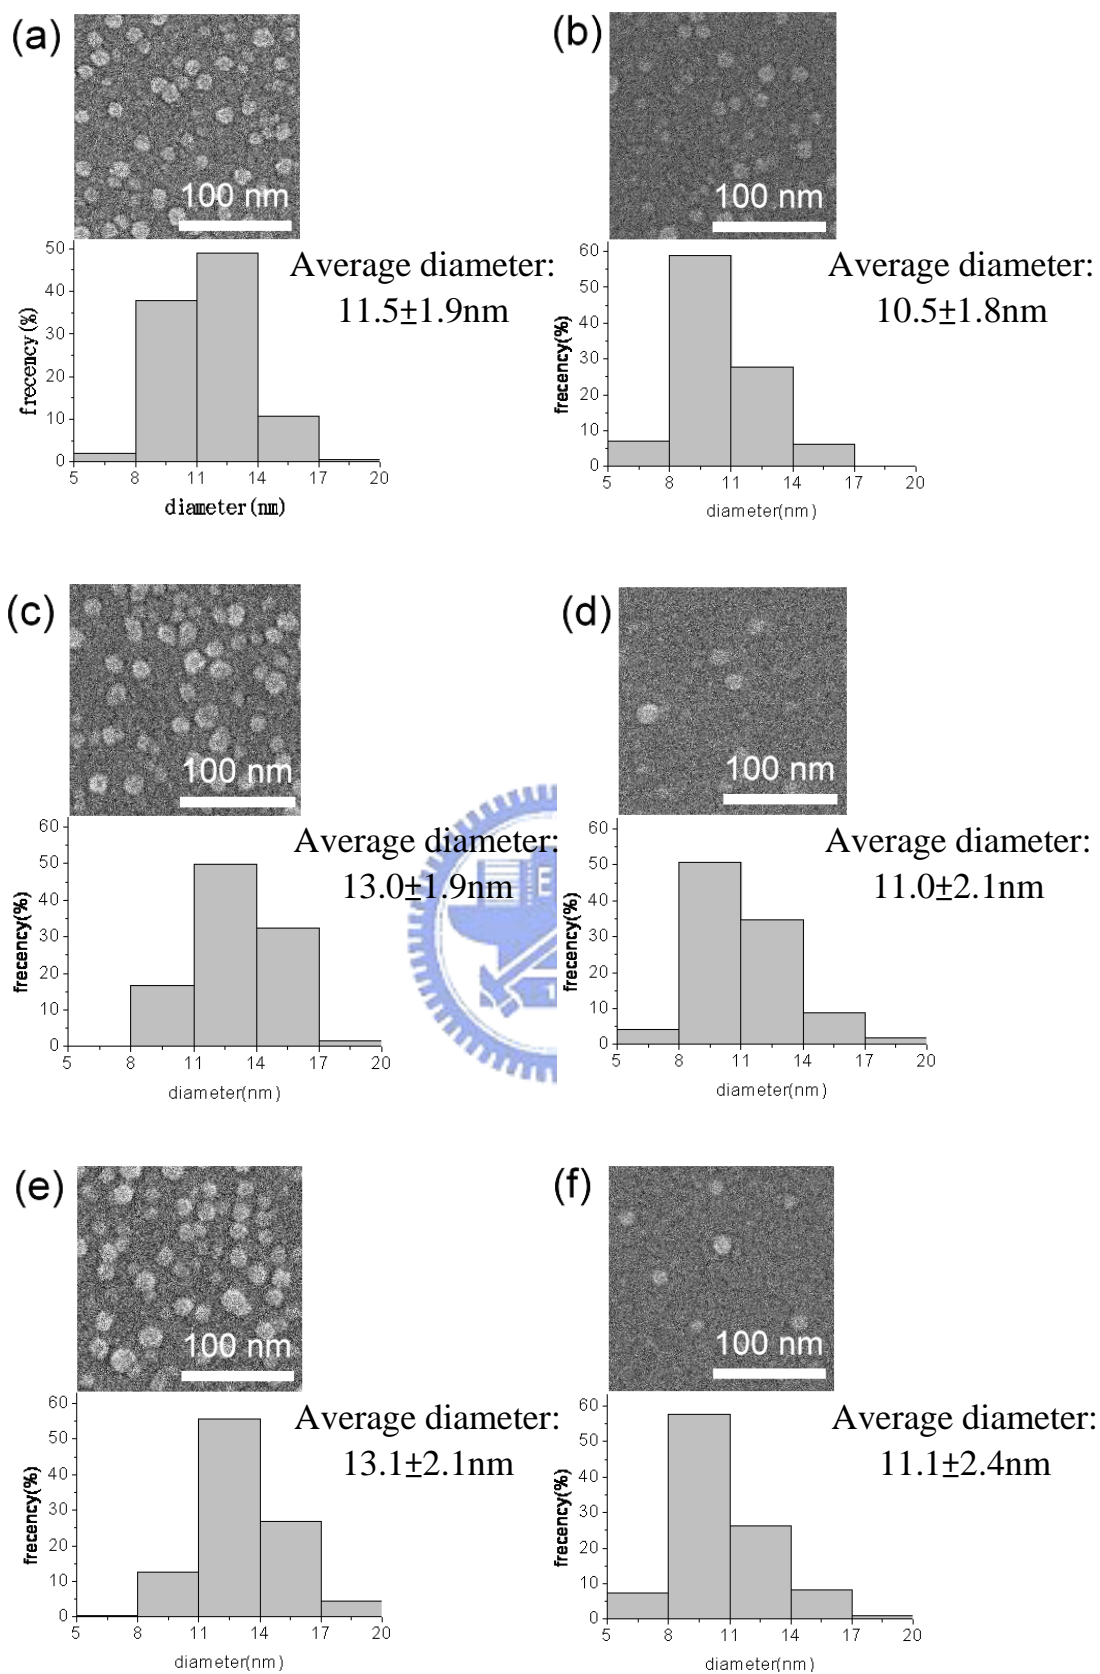 (a)
100 nm
Average diameter:
11.5±1.9nm
50
40
30
20
10
0
frecency(%)
5 8 11 14 17 20
diameter(nm)
(b)
100 nm
Average diameter:
10.5±1.8nm
60
50
40
30
20
10
0
frecency(%)
5 8 11 14 17 20
diameter(nm)
(c)
100 nm
Average diameter:
13.0±1.9nm
60
50
40
30
20
10
0
frecency(%)
5 8 11 14 17 20
diameter(nm)
E
1
(d)
100 nm
Average diameter:
11.0±2.1nm
60
50
40
30
20
10
0
frecency(%)
5 8 11 14 17 20
diameter(nm)
(e)
100 nm
Average diameter:
13.1±2.1nm
60
50
40
30
20
10
0
frecency(%)
5 8 11 14 17 20
diameter(nm)
(f)
100 nm
Average diameter:
11.1±2.4nm
60
50
40
30
20
10
0
frecency(%)
5 8 11 14 17 20
diameter(nm)